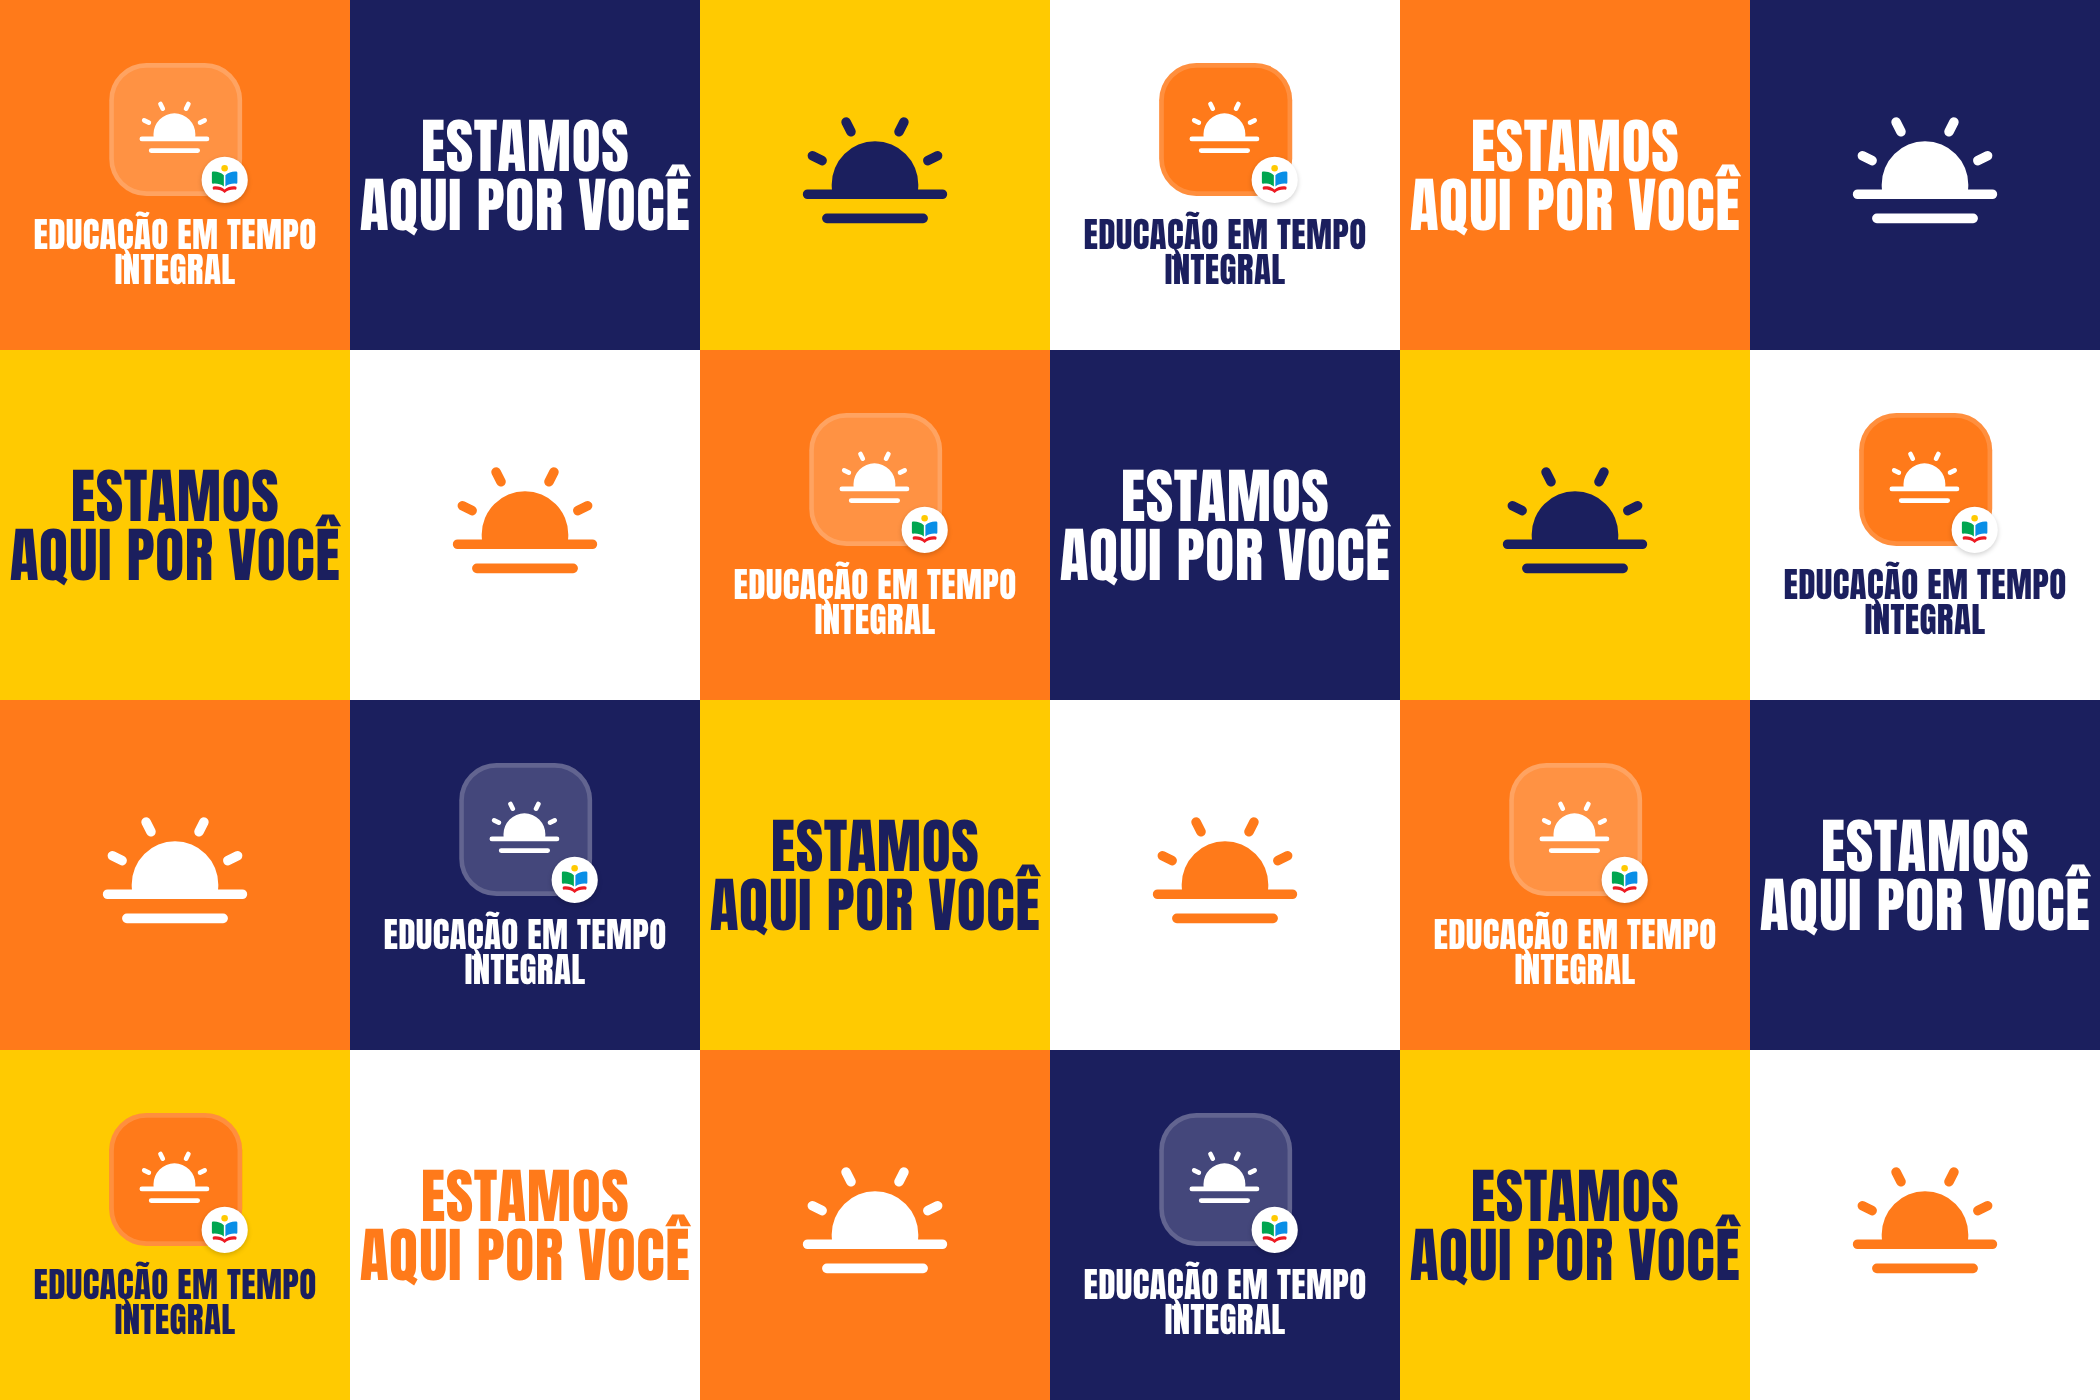 EDUCAÇÃO EM TEMPO
INTEGRAL
ESTAMOS
AQUI POR VOCÊ
EDUCAÇÃO EM TEMPO
INTEGRAL
ESTAMOS
AQUI POR VOCÊ
ESTAMOS
AQUI POR VOCÊ
EDUCAÇÃO EM TEMPO
INTEGRAL
ESTAMOS
AQUI POR VOCÊ
EDUCAÇÃO EM TEMPO
INTEGRAL
EDUCAÇÃO EM TEMPO
INTEGRAL
ESTAMOS
AQUI POR VOCÊ
EDUCAÇÃO EM TEMPO
INTEGRAL
ESTAMOS
AQUI POR VOCÊ
EDUCAÇÃO EM TEMPO
INTEGRAL
ESTAMOS
AQUI POR VOCÊ
EDUCAÇÃO EM TEMPO
INTEGRAL
ESTAMOS
AQUI POR VOCÊ